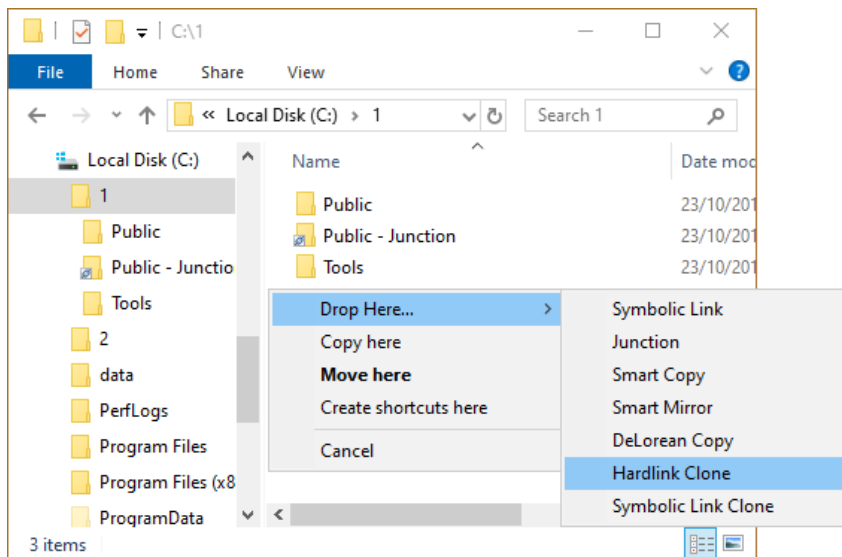 C:\1
File Home Share View
« Local Disk (C:) > 1
Search 1
Local Disk (C:)
1
Public
Public - Junctio
Tools
2
data
PerfLogs
Program Files
Program Files (x8
ProgramData
Name Date mod
Public 23/10/201
Public - Junction 23/10/201
Tools 23/10/201
Drop Here...
Copy here
Move here
Create shortcuts here
Cancel
Symbolic Link
Junction
Smart Copy
Smart Mirror
DeLorean Copy
Hardlink Clone
Symbolic Link Clone
3 items